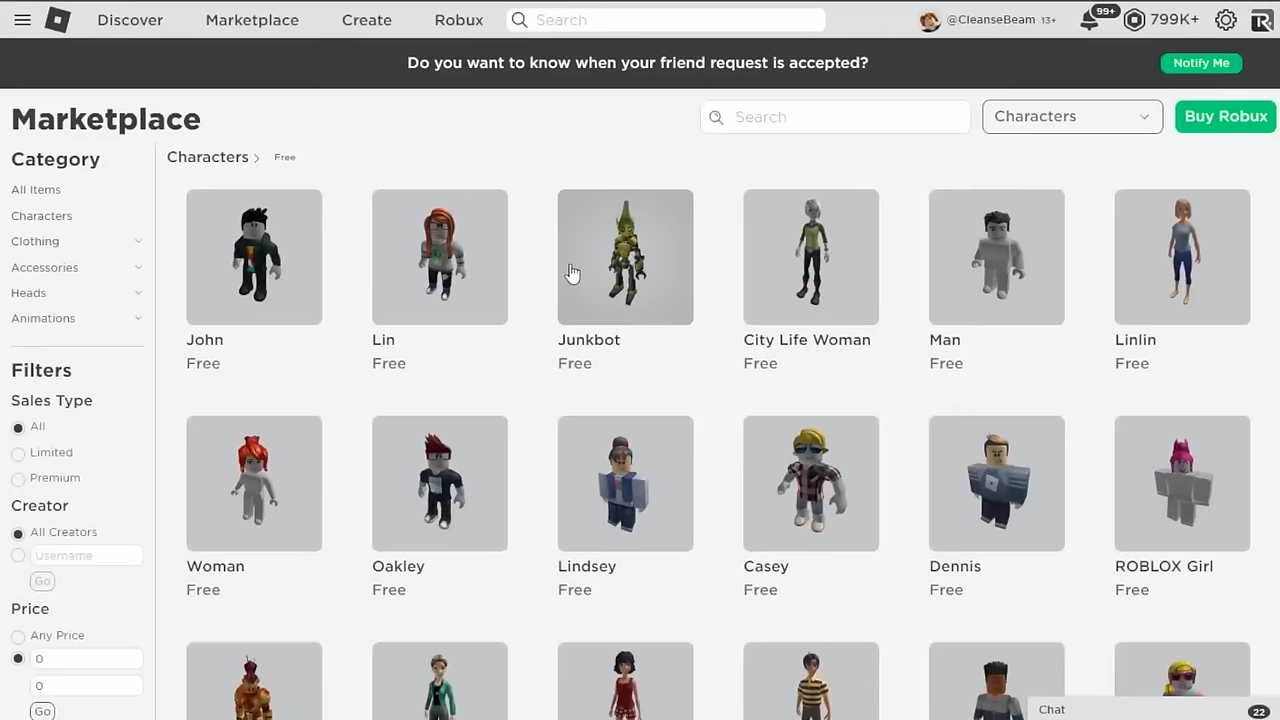 Discover Marketplace Create Robux Search @CleanseBeam 13+ 99+ 799K+
Do you want to know when your friend request is accepted? Notify Me
Marketplace
Search Characters Buy Robux
Category
All Items
Characters
Clothing
Accessories
Heads
Animations
Filters
Sales Type
All
Limited
Premium
Creator
All Creators
Username
Go
Price
Any Price
0
0
Go
Characters > Free
John Lin Junkbot City Life Woman Man Linlin
Free Free Free Free Free Free
Woman Oakley Lindsey Casey Dennis ROBLOX Girl
Free Free Free Free Free Free
Chat 22